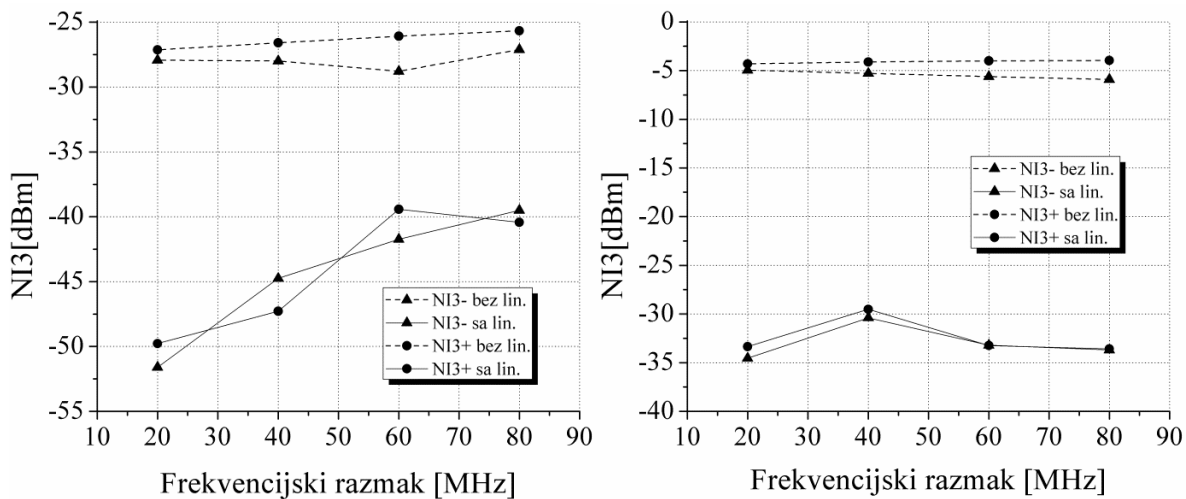 -25
-30
-35
-40
-45
-50
-55
NI3[dBm]
10 20 30 40 50 60 70 80 90
Frekvencijski razmak [MHz]
NI3- bez lin.
NI3- sa lin.
NI3+ bez lin.
NI3+ sa lin.
0
-5
-10
-15
-20
-25
-30
-35
-40
NI3[dBm]
10 20 30 40 50 60 70 80 90
Frekvencijski razmak [MHz]
NI3- bez lin.
NI3- sa lin.
NI3+ bez lin.
NI3+ sa lin.